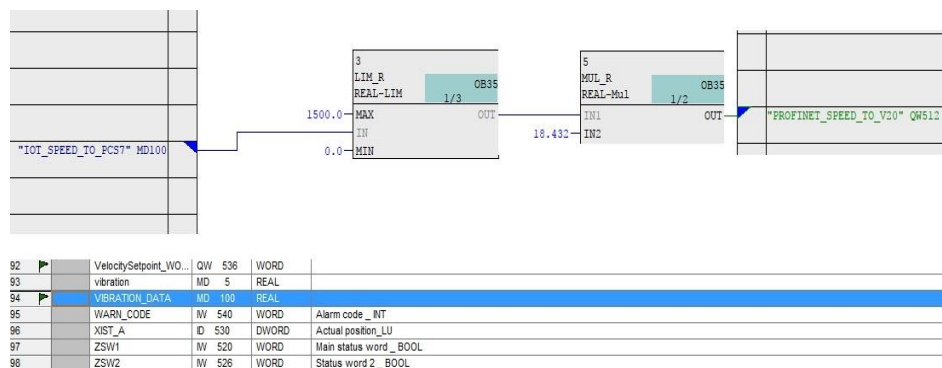 3
LIM_R
REAL-LIM
OB35
1/3
1500.0
MAX
OUT
IN
0.0
MIN
"IOT_SPEED_TO_PCS7" MD100
5
MUL_R
REAL-Mul
OB35
1/2
IN1
OUT
18.432
IN2
"PROFINET_SPEED_TO_V20" QW512
92 VelocitySetpoint_WO... QW 536 WORD
93 vibration MD 5 REAL
94 VIBRATION_DATA MD 100 REAL
95 WARN_CODE IW 540 WORD Alarm code _ INT
96 XIST_A ID 530 DWORD Actual position_LU
97 ZSW1 IW 520 WORD Main status word _ BOOL
98 ZSW2 IW 526 WORD Status word 2 _ BOOL